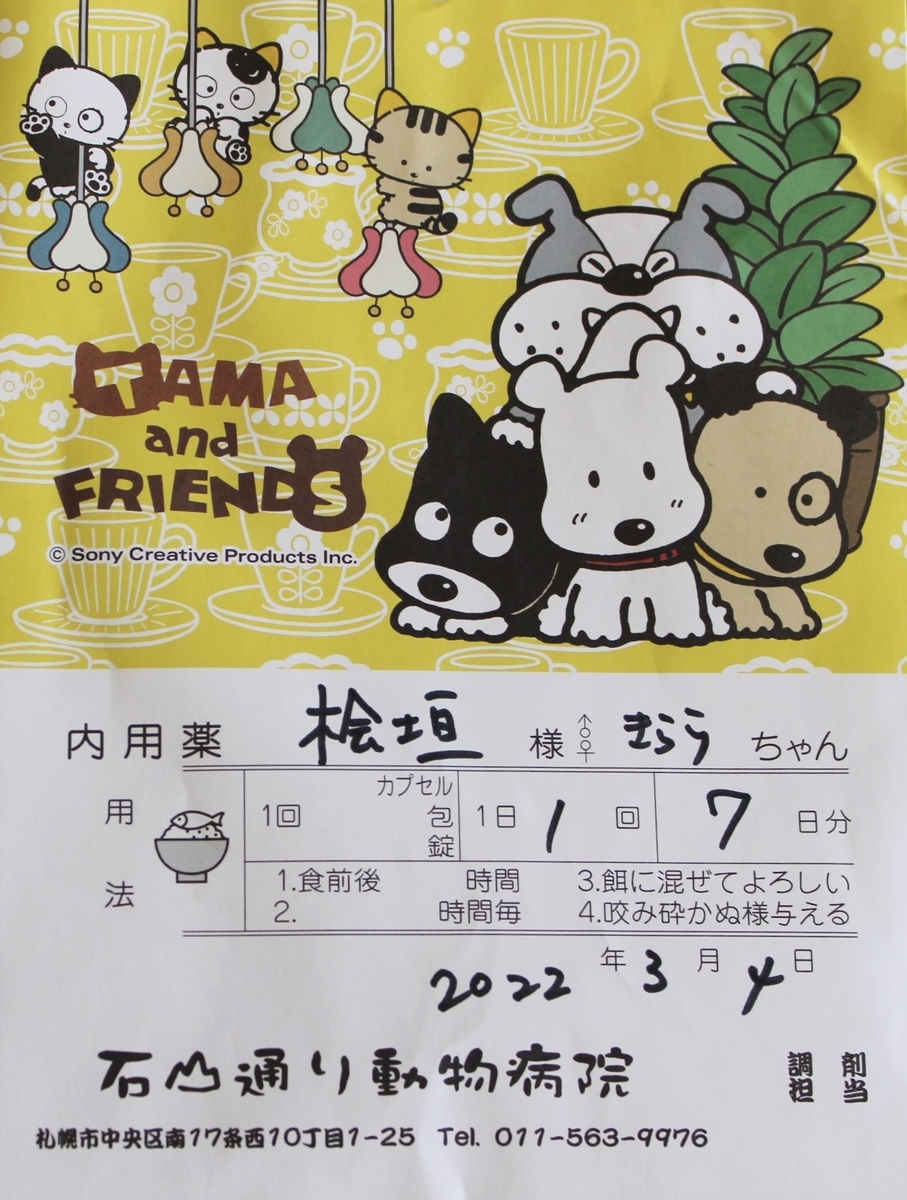 TAMA
and
FRIENDS
© Sony Creative Products Inc.
内用薬 桧垣 様 ♂♀ きらら ちゃん
用法
1回 カプセル 包 錠 1日 1 回 7 日分
1.食前後 時間 3.餌に混ぜてよろしい
2. 時間毎 4.咬み砕かぬ様与える
2022 年 3 月 4 日
石山通り動物病院
調剤
担当
札幌市中央区南17条西10丁目1-25 Tel. 011-563-9976